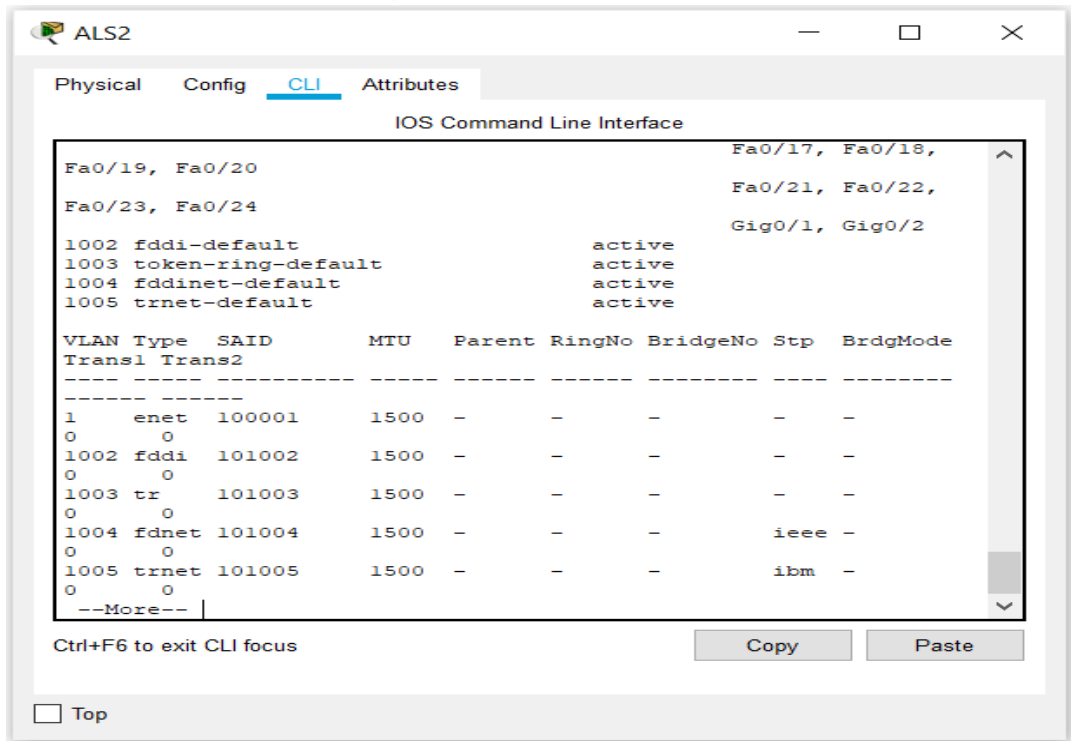 ALS2
Physical Config CLI Attributes
IOS Command Line Interface
Fa0/17, Fa0/18,
Fa0/19, Fa0/20
Fa0/21, Fa0/22,
Fa0/23, Fa0/24
Gig0/1, Gig0/2
1002 fddi-default active
1003 token-ring-default active
1004 fddinet-default active
1005 trnet-default active
VLAN Type SAID MTU Parent RingNo BridgeNo Stp BrdgMode
Trans1 Trans2
---- ----- ---------- ----- ------ ------ -------- ---- --------
------ ------
1 enet 100001 1500 - - - - -
0 0
1002 fddi 101002 1500 - - - - -
0 0
1003 tr 101003 1500 - - - - -
0 0
1004 fdnet 101004 1500 - - - ieee -
0 0
1005 trnet 101005 1500 - - - ibm -
0 0
--More--
Ctrl+F6 to exit CLI focus
Copy Paste
Top